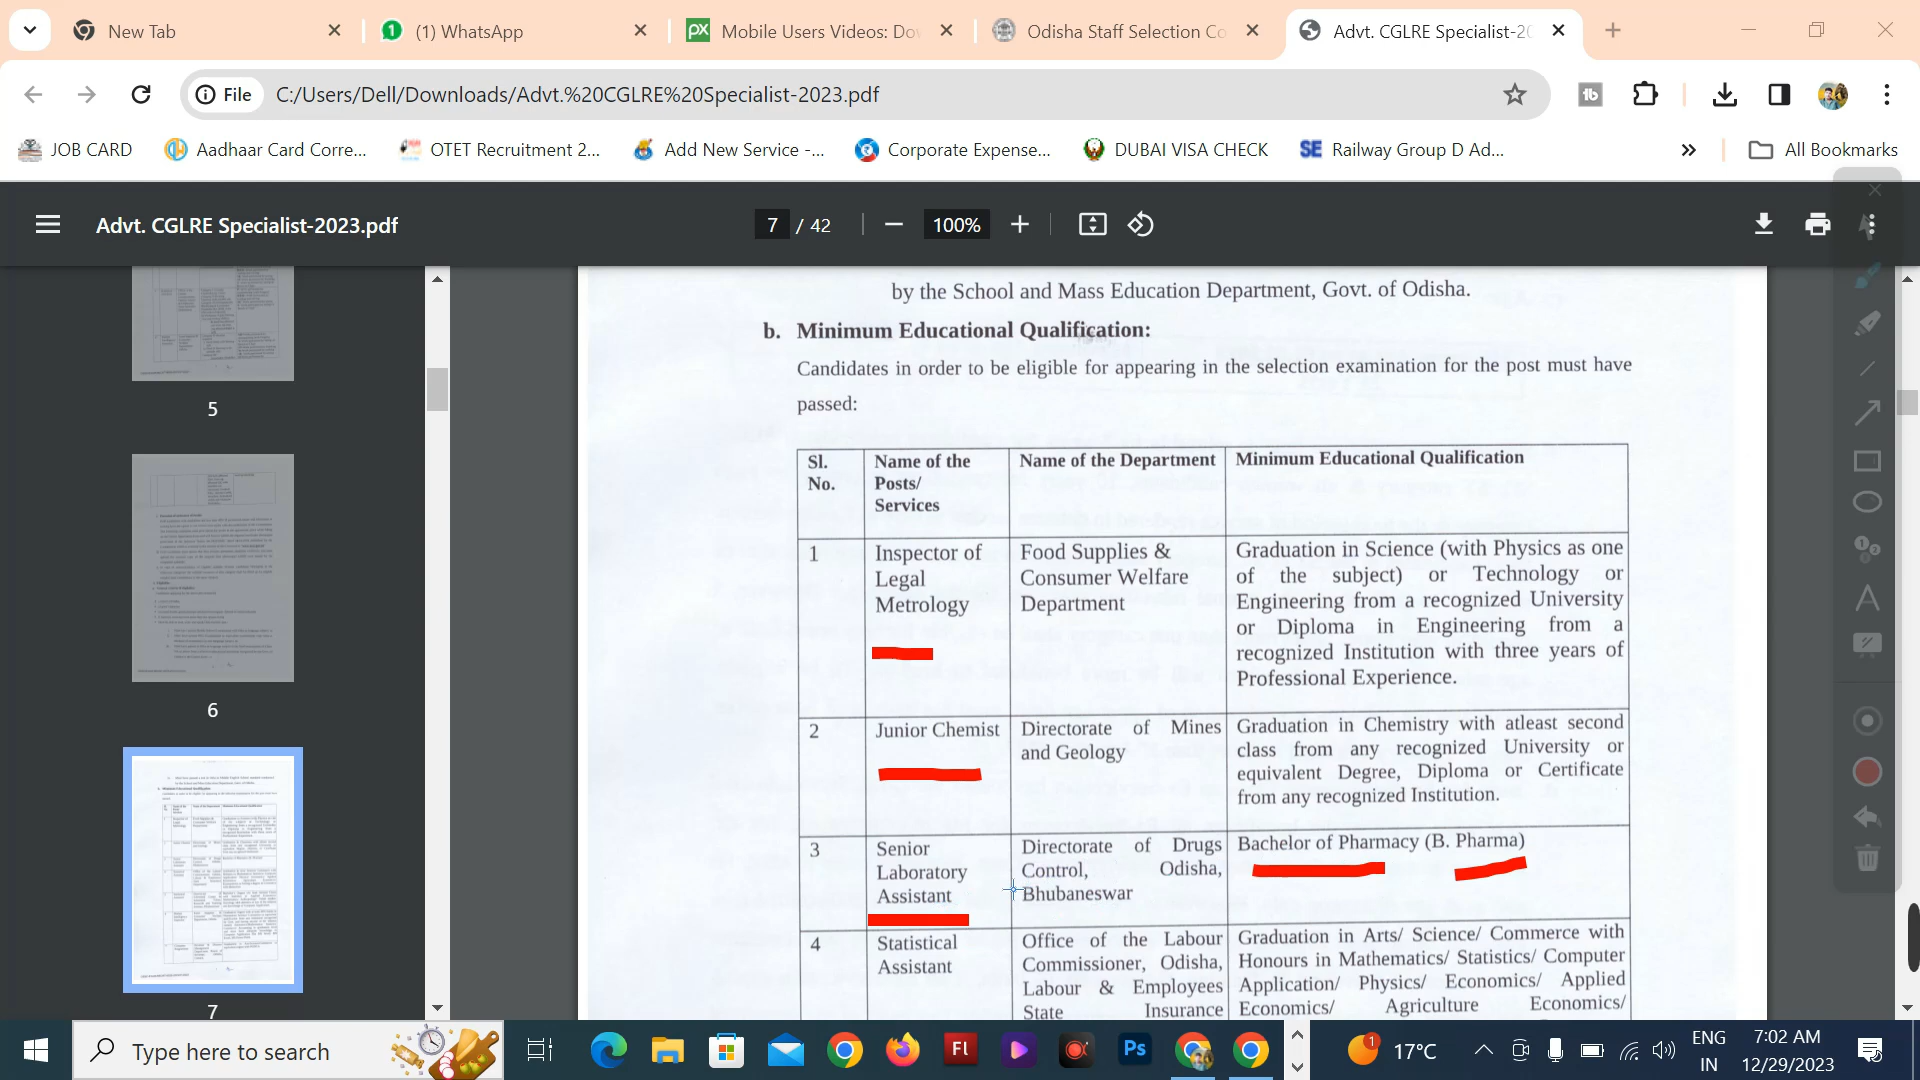 New Tab
(1) WhatsApp
Mobile Users Videos: Do
Odisha Staff Selection Co
Advt. CGLRE Specialist-20
File
C:/Users/Dell/Downloads/Advt.%20CGLRE%20Specialist-2023.pdf
JOB CARD
Aadhaar Card Corre...
OTET Recruitment 2...
Add New Service -...
Corporate Expense...
DUBAI VISA CHECK
SE Railway Group D Ad...
All Bookmarks
Advt. CGLRE Specialist-2023.pdf
7 / 42
100%
5
6
7
by the School and Mass Education Department, Govt. of Odisha.
b. Minimum Educational Qualification:
Candidates in order to be eligible for appearing in the selection examination for the post must have
passed:
Sl. No.
Name of the Posts/ Services
Name of the Department
Minimum Educational Qualification
1
Inspector of
Legal
Metrology
Food Supplies &
Consumer Welfare
Department
Graduation in Science (with Physics as one
of the subject) or Technology or
Engineering from a recognized University
or Diploma in Engineering from a
recognized Institution with three years of
Professional Experience.
2
Junior Chemist
Directorate of Mines
and Geology
Graduation in Chemistry with atleast second
class from any recognized University or
equivalent Degree, Diploma or Certificate
from any recognized Institution.
3
Senior
Laboratory
Assistant
Directorate of Drugs
Control, Odisha,
Bhubaneswar
Bachelor of Pharmacy (B. Pharma)
4
Statistical
Assistant
Office of the Labour
Commissioner, Odisha,
Labour & Employees
State Insurance
Graduation in Arts/ Science/ Commerce with
Honours in Mathematics/ Statistics/ Computer
Application/ Physics/ Economics/ Applied
Economics/ Agriculture Economics/
Type here to search
Fl
Ps
1
17°C
ENG
IN
7:02 AM
12/29/2023